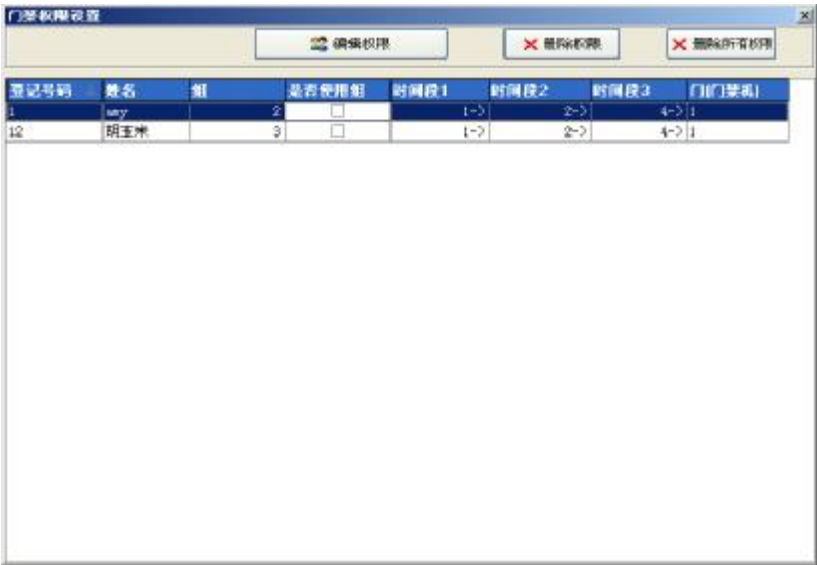 门禁权限设置
编辑权限 删除权限 删除所有权限
登记号码 姓名 组 是否使用组 时间段1 时间段2 时间段3 门(门禁机)
1 2 1-> 2-> 4-> 1
12 胡玉米 3 1-> 2-> 4-> 1